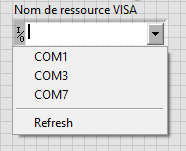 Nom de ressource VISA
I/O
COM1
COM3
COM7
Refresh